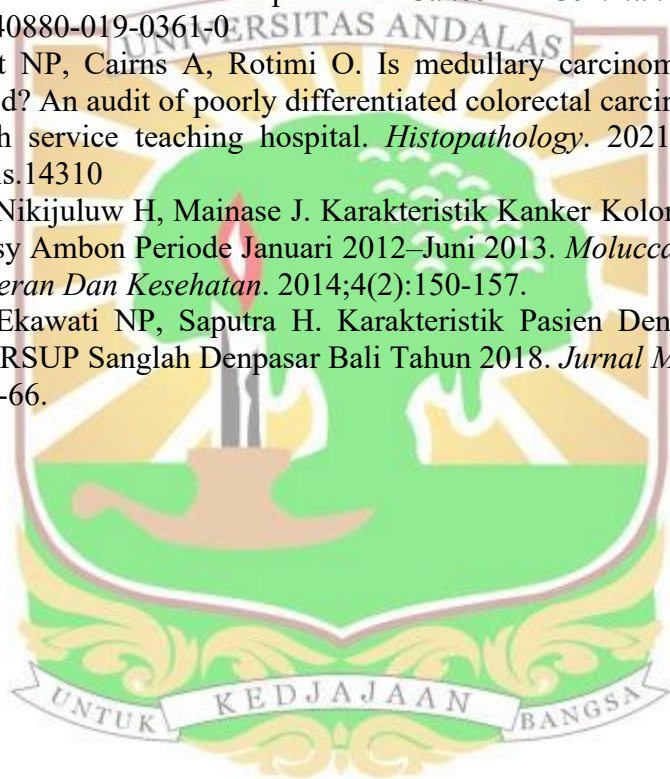 40880-019-0361-0
UNIVERSITAS ANDALAS
t NP, Cairns A, Rotimi O. Is medullary carcinom
d? An audit of poorly differentiated colorectal carci
h service teaching hospital. Histopathology. 2021
s.14310
Nikijuluw H, Mainase J. Karakteristik Kanker Kolor
sy Ambon Periode Januari 2012–Juni 2013. Molucca
eran Dan Kesehatan. 2014;4(2):150-157.
Ekawati NP, Saputra H. Karakteristik Pasien Den
RSUP Sanglah Denpasar Bali Tahun 2018. Jurnal M
-66.
UNTUK KEDJAJAAN BANGSA